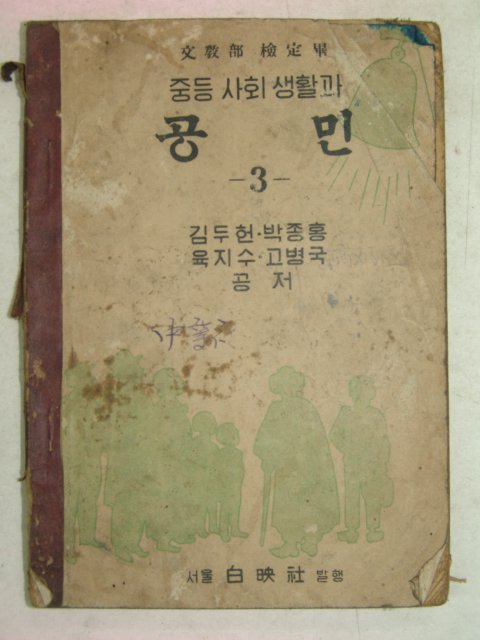 文敎部 檢定畢
중등 사회생활과
공민
-3-
김두헌·박종홍
육지수·고병국
공저
서울 白映社 발행